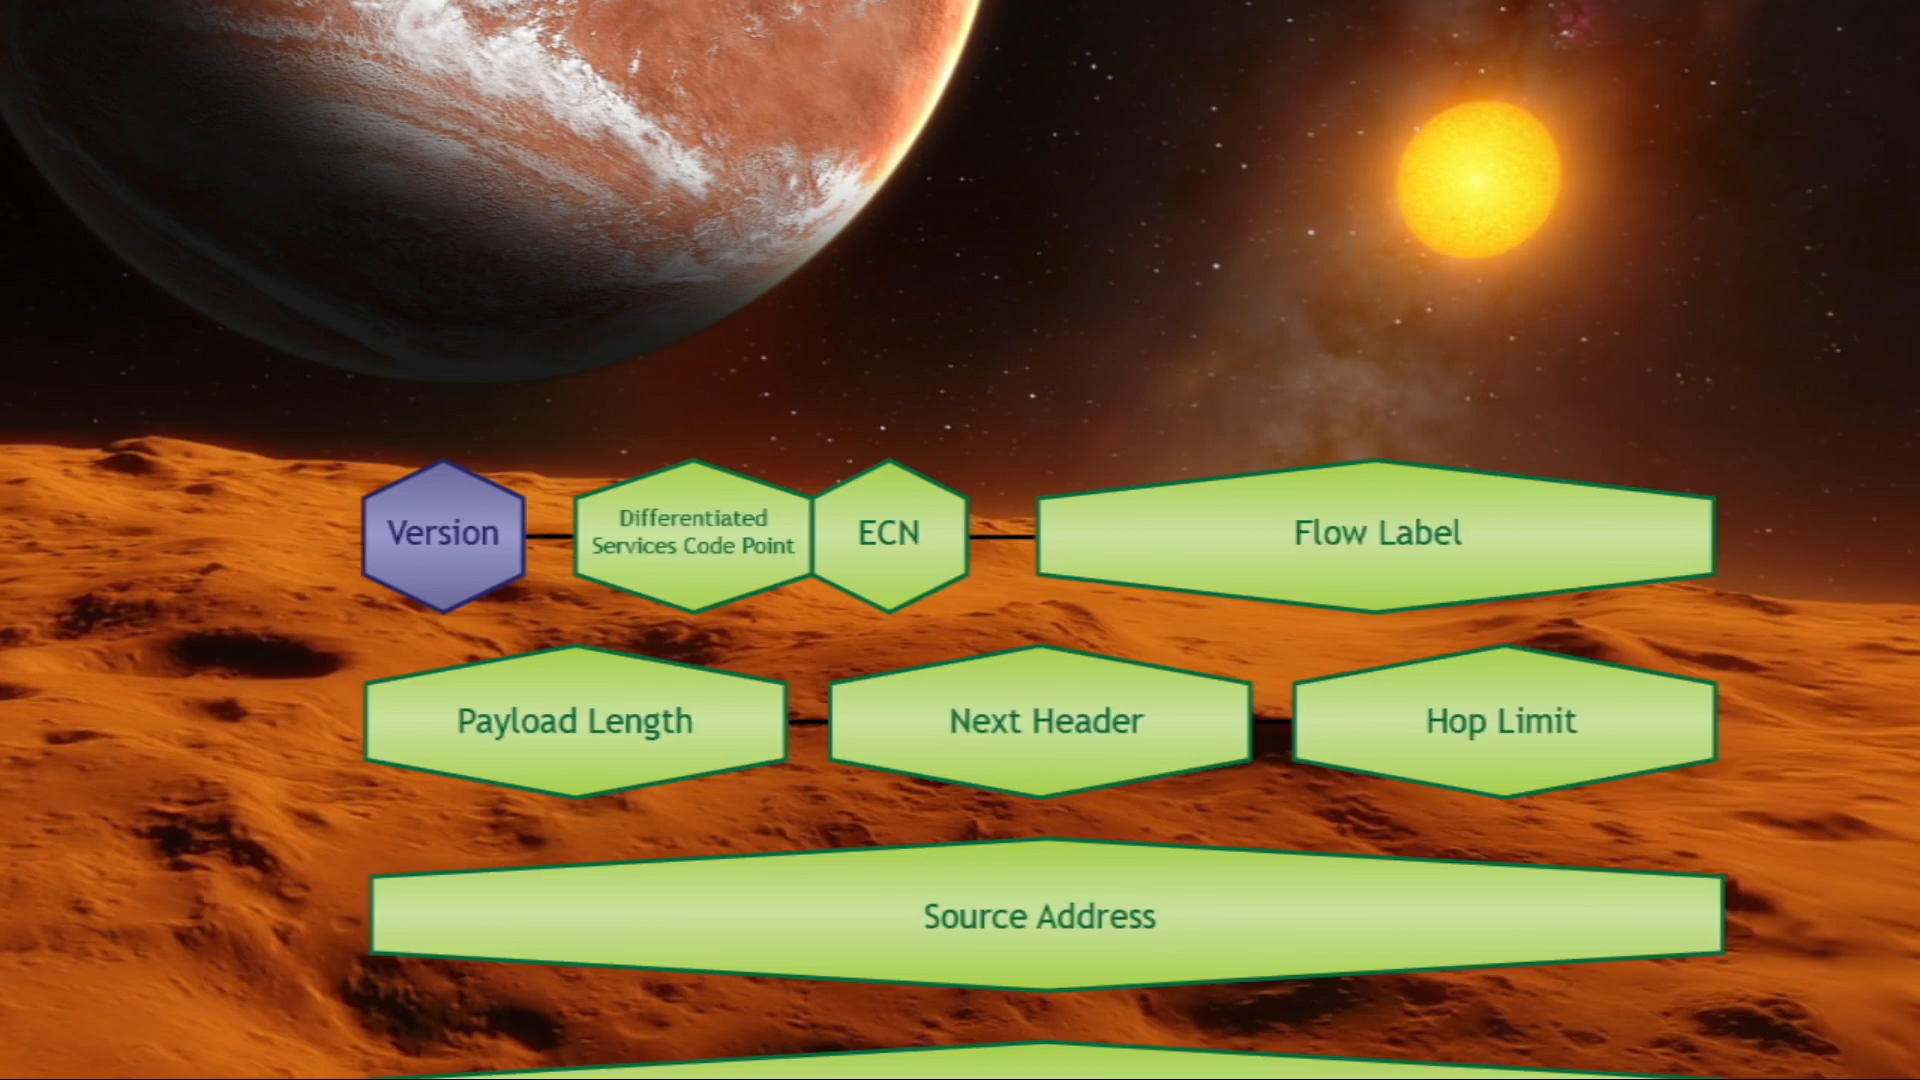 Version
Differentiated
Services Code Point
ECN
Flow Label
Payload Length
Next Header
Hop Limit
Source Address